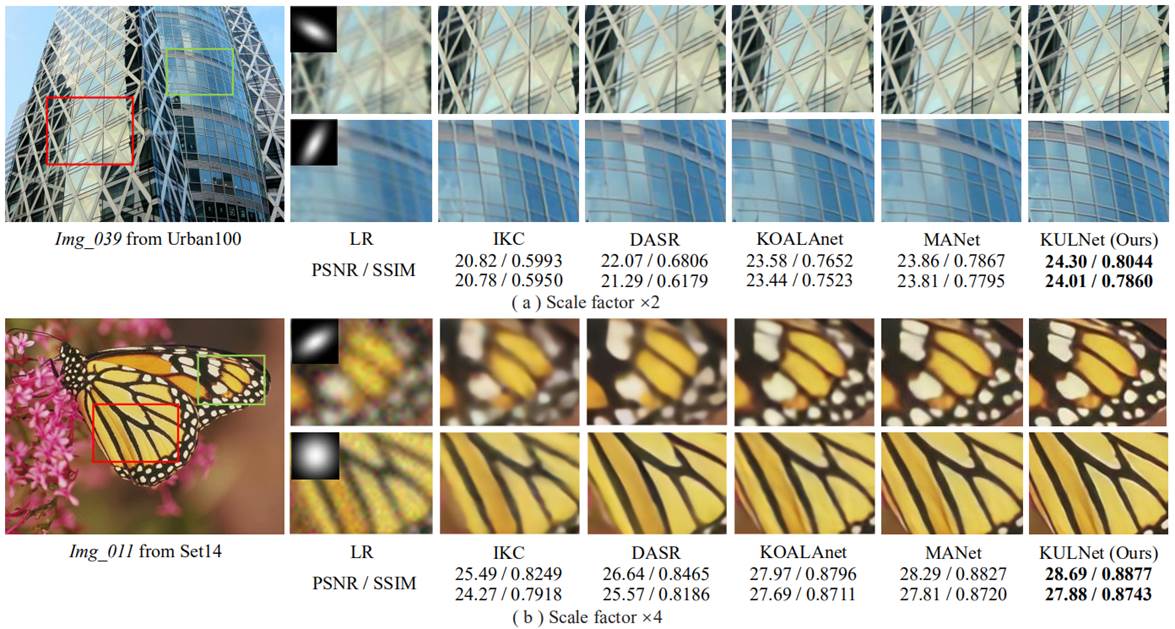 Img_039 from Urban100 LR IKC DASR KOALAnet MANet KULNet (Ours)
PSNR / SSIM 20.82 / 0.5993 22.07 / 0.6806 23.58 / 0.7652 23.86 / 0.7867 24.30 / 0.8044
20.78 / 0.5950 21.29 / 0.6179 23.44 / 0.7523 23.81 / 0.7795 24.01 / 0.7860
( a ) Scale factor ×2
Img_011 from Set14 LR IKC DASR KOALAnet MANet KULNet (Ours)
PSNR / SSIM 25.49 / 0.8249 26.64 / 0.8465 27.97 / 0.8796 28.29 / 0.8827 28.69 / 0.8877
24.27 / 0.7918 25.57 / 0.8186 27.69 / 0.8711 27.81 / 0.8720 27.88 / 0.8743
( b ) Scale factor ×4